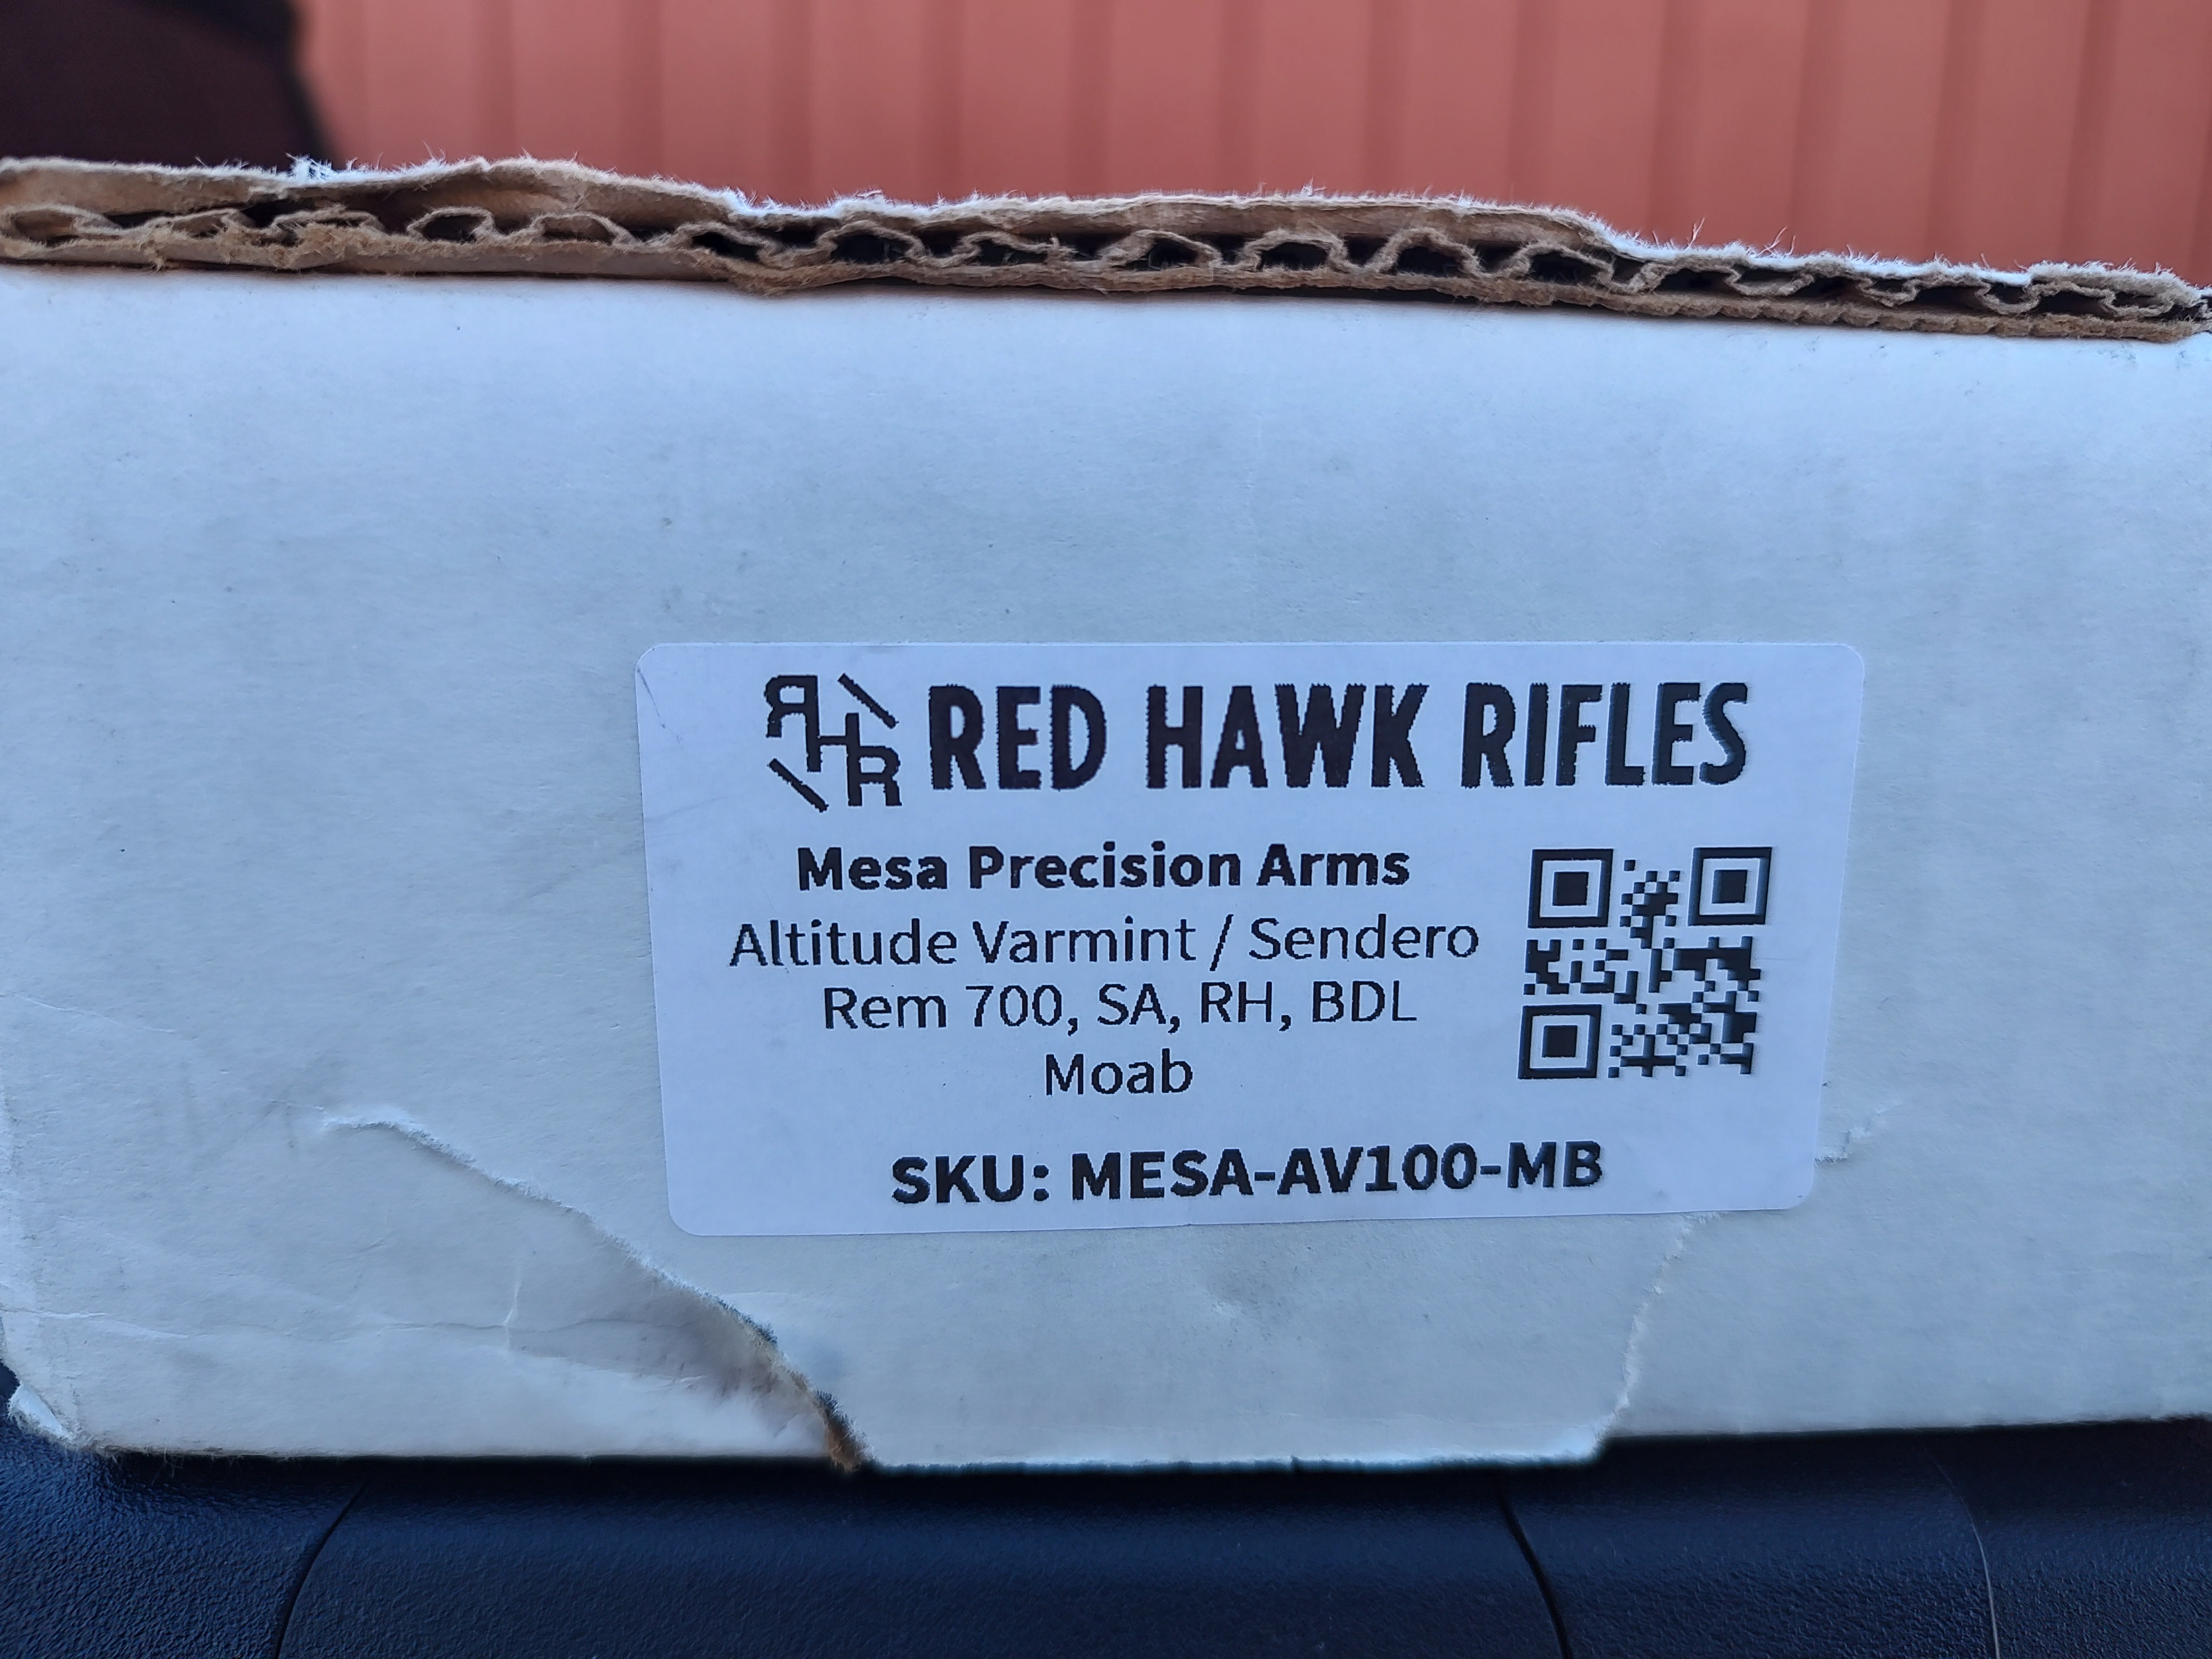 RHR RED HAWK RIFLES
Mesa Precision Arms
Altitude Varmint / Sendero
Rem 700, SA, RH, BDL
Moab
SKU: MESA-AV100-MB